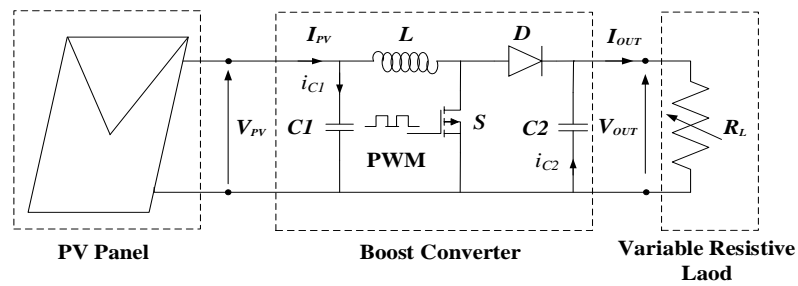 I_PV
L
D
I_OUT
i_C1
V_PV
C1
S
C2
V_OUT
R_L
PWM
i_C2
PV Panel
Boost Converter
Variable Resistive
Laod